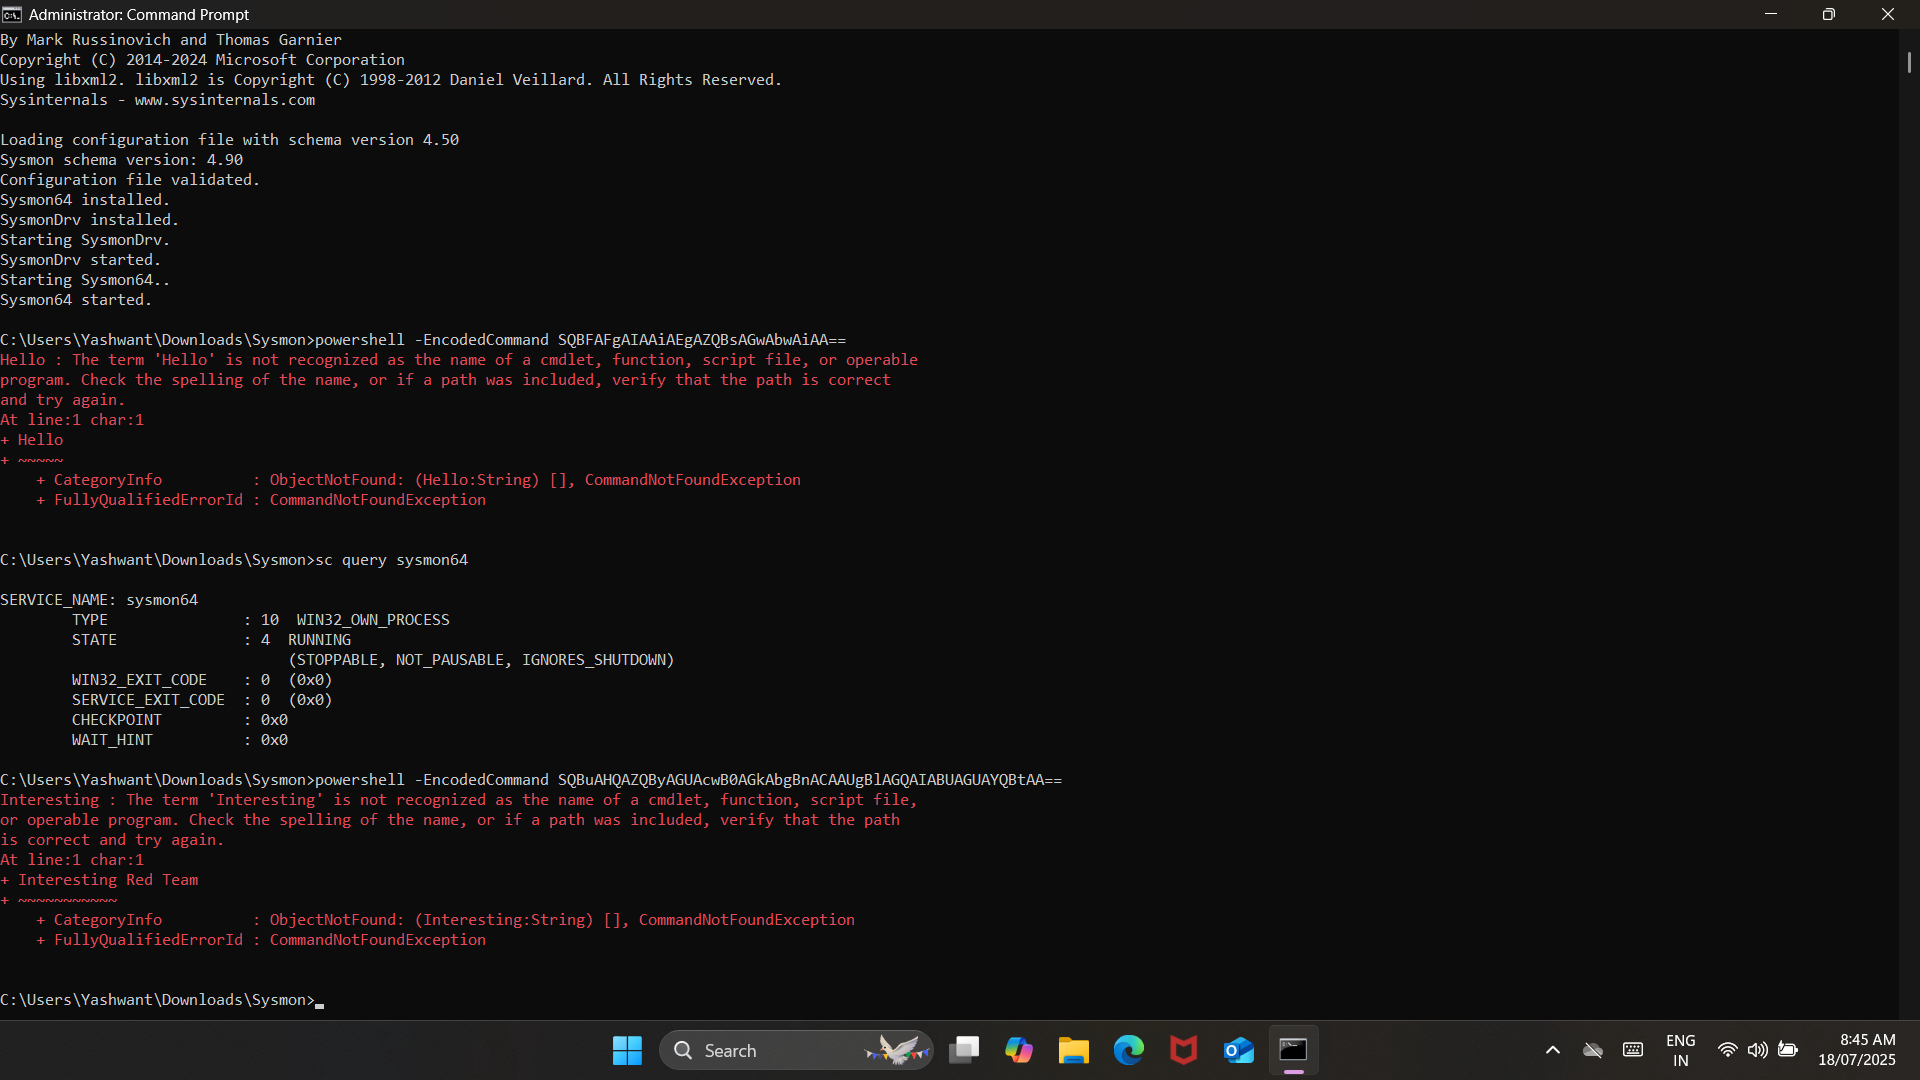 Administrator: Command Prompt
By Mark Russinovich and Thomas Garnier
Copyright (C) 2014-2024 Microsoft Corporation
Using libxml2. libxml2 is Copyright (C) 1998-2012 Daniel Veillard. All Rights Reserved.
Sysinternals - www.sysinternals.com
Loading configuration file with schema version 4.50
Sysmon schema version: 4.90
Configuration file validated.
Sysmon64 installed.
SysmonDrv installed.
Starting SysmonDrv.
SysmonDrv started.
Starting Sysmon64..
Sysmon64 started.
C:\Users\Yashwant\Downloads\Sysmon>powershell -EncodedCommand SQBFAFgAIAAiAEgAZQBsAGwAbwAiAA==
Hello : The term 'Hello' is not recognized as the name of a cmdlet, function, script file, or operable
program. Check the spelling of the name, or if a path was included, verify that the path is correct
and try again.
At line:1 char:1
+ Hello
+ ~~~~~
    + CategoryInfo          : ObjectNotFound: (Hello:String) [], CommandNotFoundException
    + FullyQualifiedErrorId : CommandNotFoundException
C:\Users\Yashwant\Downloads\Sysmon>sc query sysmon64
SERVICE_NAME: sysmon64
        TYPE               : 10  WIN32_OWN_PROCESS
        STATE              : 4  RUNNING
                                (STOPPABLE, NOT_PAUSABLE, IGNORES_SHUTDOWN)
        WIN32_EXIT_CODE    : 0  (0x0)
        SERVICE_EXIT_CODE  : 0  (0x0)
        CHECKPOINT         : 0x0
        WAIT_HINT          : 0x0
C:\Users\Yashwant\Downloads\Sysmon>powershell -EncodedCommand SQBuAHQAZQByAGUAcwB0AGkAbgBnACAAUgBlAGQAIABUAGUAYQBtAA==
Interesting : The term 'Interesting' is not recognized as the name of a cmdlet, function, script file,
or operable program. Check the spelling of the name, or if a path was included, verify that the path
is correct and try again.
At line:1 char:1
+ Interesting Red Team
+ ~~~~~~~~~~~
    + CategoryInfo          : ObjectNotFound: (Interesting:String) [], CommandNotFoundException
    + FullyQualifiedErrorId : CommandNotFoundException
C:\Users\Yashwant\Downloads\Sysmon>
Search
ENG
IN
8:45 AM
18/07/2025